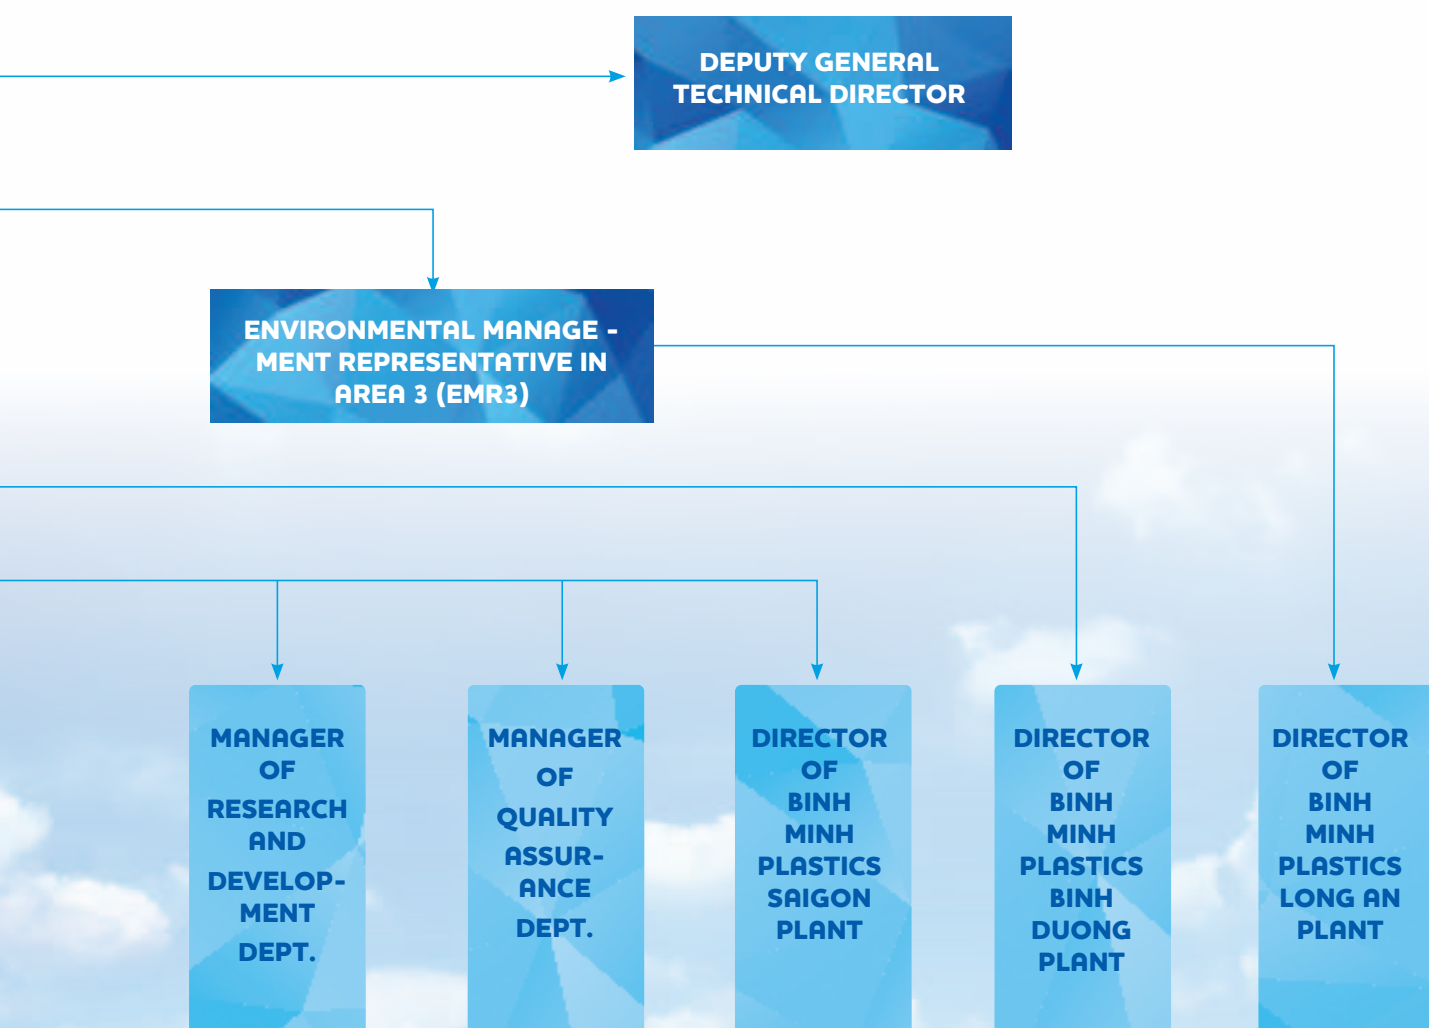 DEPUTY GENERAL
TECHNICAL DIRECTOR
ENVIRONMENTAL MANAGE -
MENT REPRESENTATIVE IN
AREA 3 (EMR3)
MANAGER
OF
RESEARCH
AND
DEVELOP-
MENT
DEPT.
MANAGER
OF
QUALITY
ASSUR-
ANCE
DEPT.
DIRECTOR
OF
BINH
MINH
PLASTICS
SAIGON
PLANT
DIRECTOR
OF
BINH
MINH
PLASTICS
BINH
DUONG
PLANT
DIRECTOR
OF
BINH
MINH
PLASTICS
LONG AN
PLANT